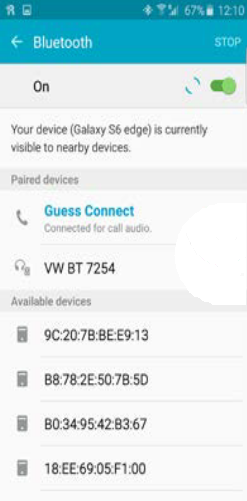 67% 12:10
Bluetooth STOP
On
Your device (Galaxy S6 edge) is currently
visible to nearby devices.
Paired devices
Guess Connect
Connected for call audio.
VW BT 7254
Available devices
9C:20:7B:BE:E9:13
B8:78:2E:50:7B:5D
B0:34:95:42:B3:67
18:EE:69:05:F1:00